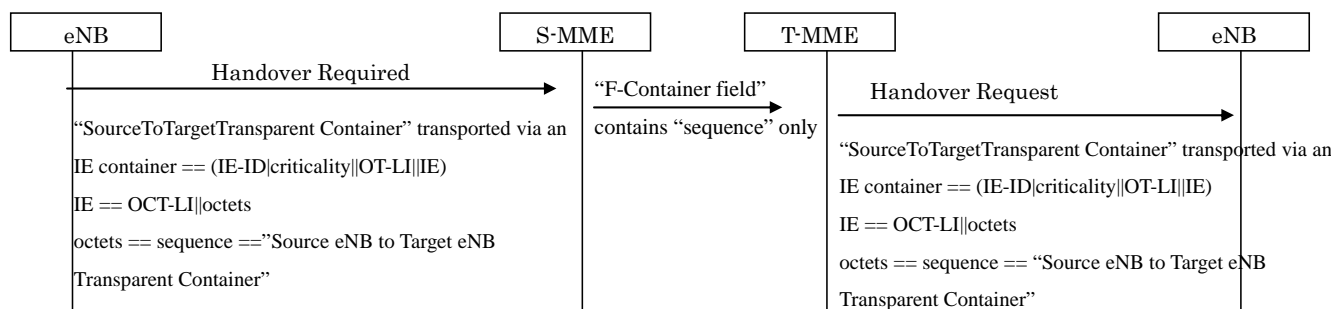 eNB
S-MME
T-MME
eNB
Handover Required
“SourceToTargetTransparent Container” transported via an
IE container == (IE-ID|criticality||OT-LI||IE)
IE == OCT-LI||octets
octets == sequence ==”Source eNB to Target eNB
Transparent Container”
“F-Container field”
contains “sequence” only
Handover Request
“SourceToTargetTransparent Container” transported via an
IE container == (IE-ID|criticality||OT-LI||IE)
IE == OCT-LI||octets
octets == sequence == “Source eNB to Target eNB
Transparent Container”